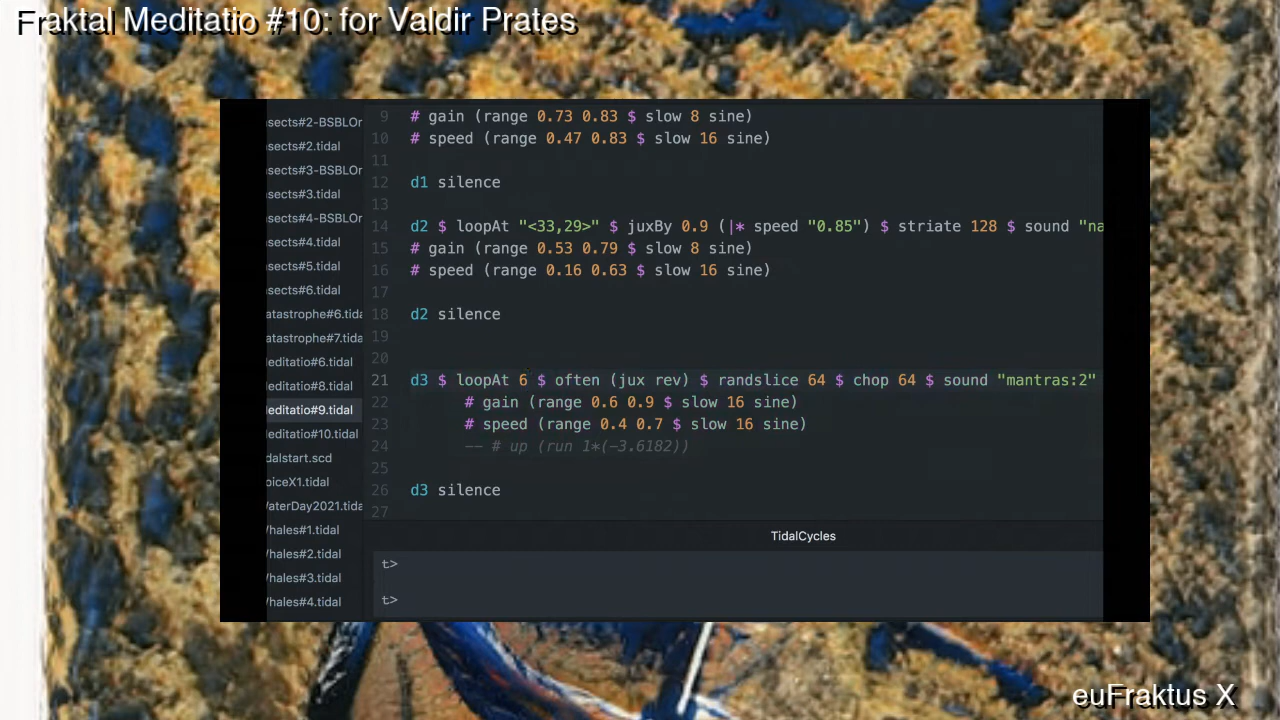 Fraktal Meditatio #10: for Valdir Prates
sects#2-BSBLOr
sects#2.tidal
sects#3-BSBLOr
sects#3.tidal
sects#4-BSBLOr
sects#4.tidal
sects#5.tidal
sects#6.tidal
atastrophe#6.tida
atastrophe#7.tida
editatio#6.tidal
editatio#8.tidal
editatio#9.tidal
editatio#10.tidal
dalstart.scd
oiceX1.tidal
aterDay2021.tida
hales#1.tidal
hales#2.tidal
hales#3.tidal
hales#4.tidal
9 # gain (range 0.73 0.83 $ slow 8 sine)
10 # speed (range 0.47 0.83 $ slow 16 sine)
11
12 d1 silence
13
14 d2 $ loopAt "<33,29>" $ juxBy 0.9 (|* speed "0.85") $ striate 128 $ sound "na
15 # gain (range 0.53 0.79 $ slow 8 sine)
16 # speed (range 0.16 0.63 $ slow 16 sine)
17
18 d2 silence
19
20
21 d3 $ loopAt 6 $ often (jux rev) $ randslice 64 $ chop 64 $ sound "mantras:2"
22 # gain (range 0.6 0.9 $ slow 16 sine)
23 # speed (range 0.4 0.7 $ slow 16 sine)
24 -- # up (run 1*(-3.6182))
25
26 d3 silence
27
TidalCycles
t>
t>
euFraktus X